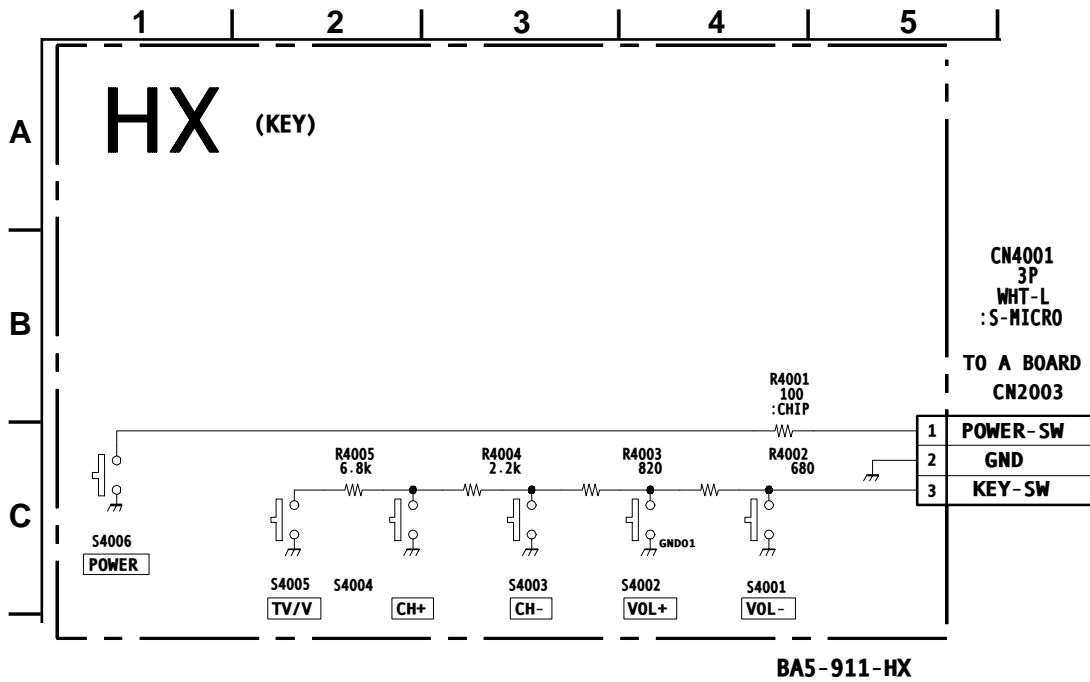 1 2 3 4 5
A
HX (KEY)
B
CN4001
3P
WHT-L
:S-MICRO
TO A BOARD
CN2003
R4001
100
:CHIP
1 POWER-SW
2 GND
3 KEY-SW
R4005
6.8k
R4004
2.2k
R4003
820
R4002
680
C
GND01
S4006
POWER
S4005 S4004 S4003 S4002 S4001
TV/V CH+ CH- VOL+ VOL-
BA5-911-HX